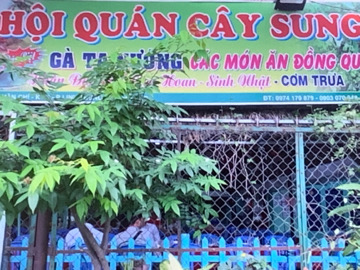 HỘI QUÁN CÂY SUNG
GÀ TA NƯỚNG CÁC MÓN ĂN ĐỒNG QU
Hoan - Sinh Nhật - CƠM TRƯA
ĐT: 0974 179 879 - 0903 070